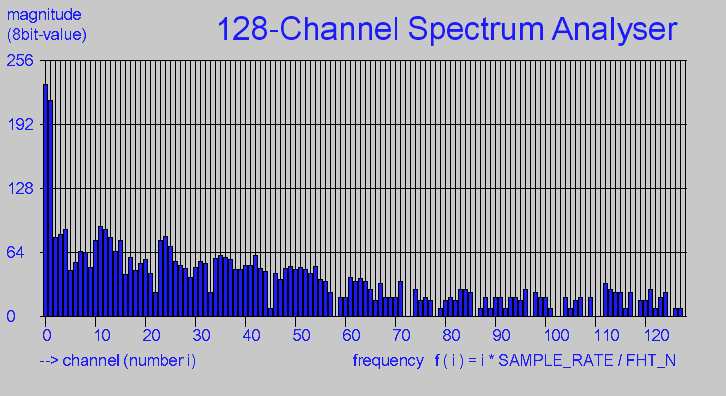 magnitude
(8bit-value)
128-Channel Spectrum Analyser
256
192
128
64
0
0 10 20 30 40 50 60 70 80 90 100 110 120
--> channel (number i)
frequency f ( i ) = i * SAMPLE_RATE / FHT_N